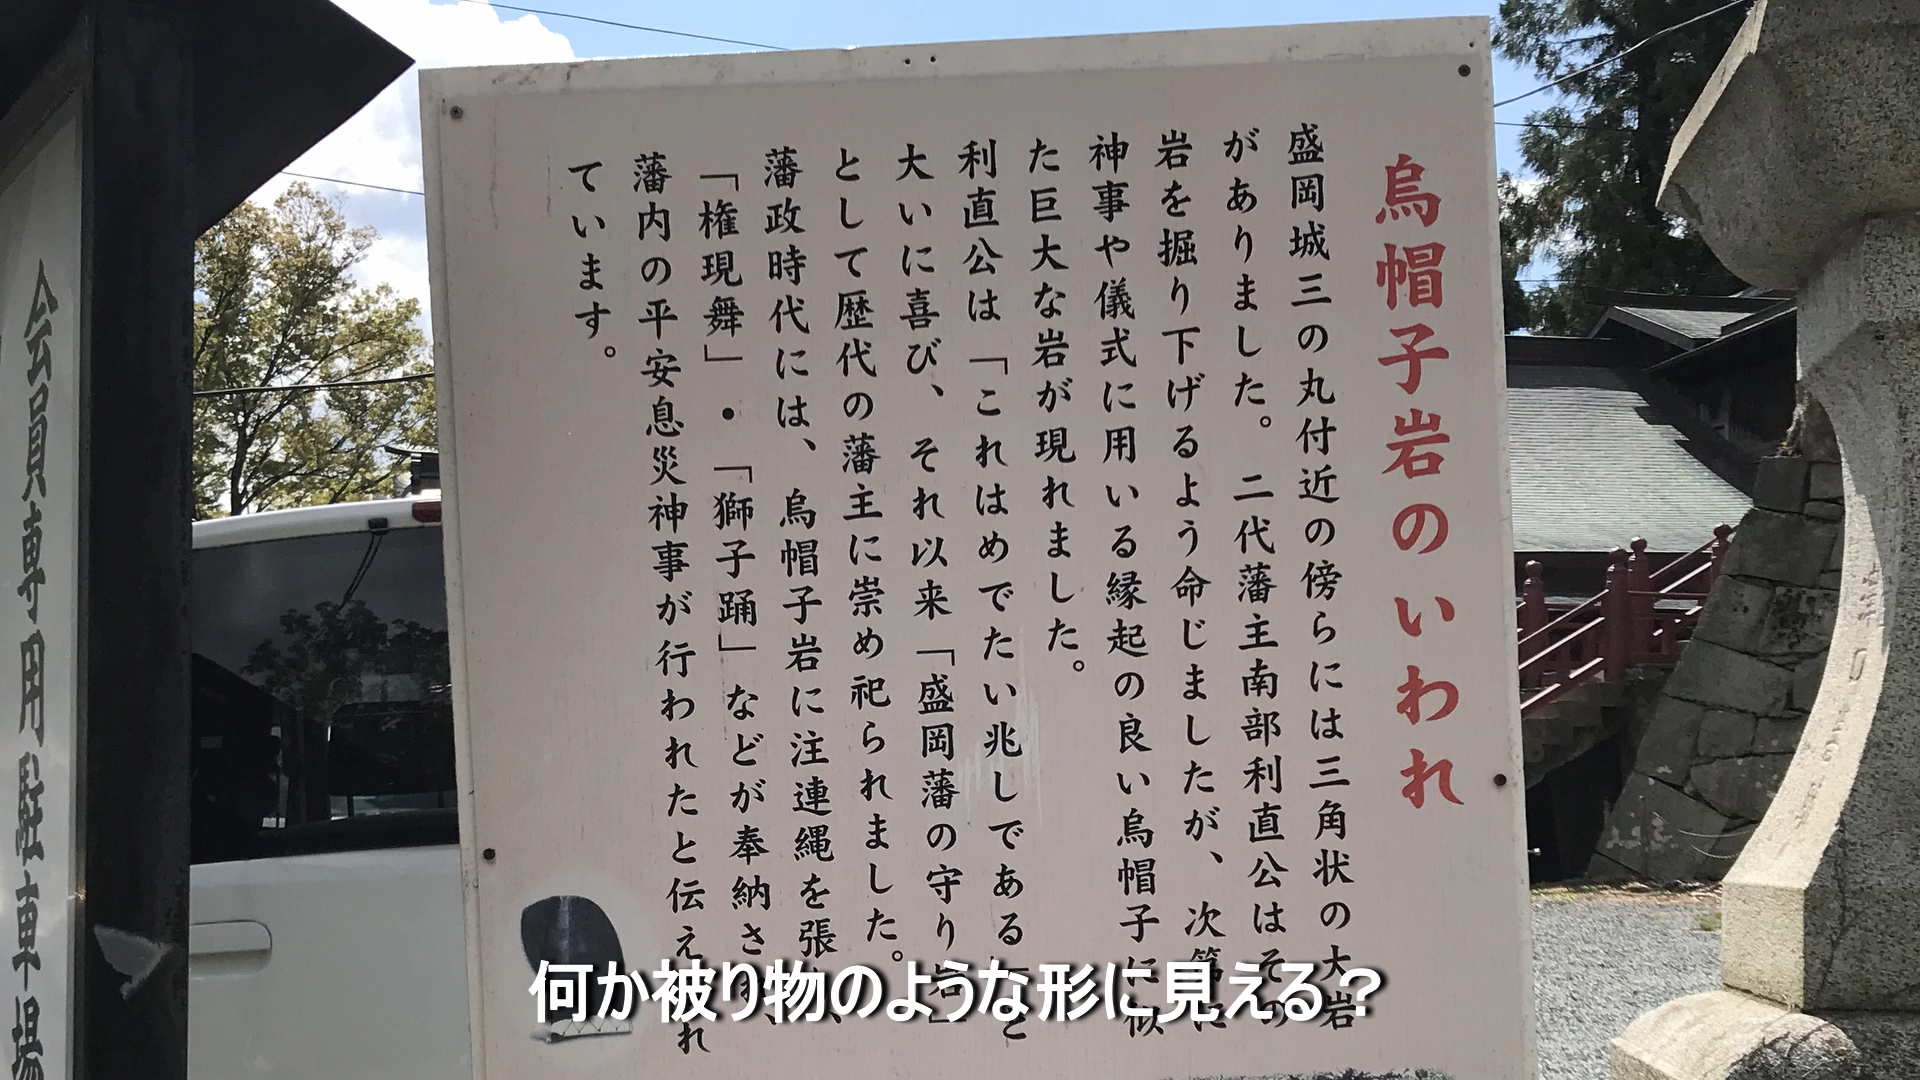 烏帽子岩のいわれ
盛岡城三の丸付近の傍らには三角状の大岩
がありました。二代藩主南部利直公はその
岩を掘り下げるよう命じましたが、次第に
神事や儀式に用いる縁起の良い烏帽子に似
た巨大な岩が現れました。
利直公は「これはめでたい兆しである」と
大いに喜び、それ以来「盛岡藩の守り岩」
として歴代の藩主に崇め祀られました。
藩政時代には、烏帽子岩に注連縄を張
「権現舞」・「獅子踊」などが奉納さ
藩内の平安息災神事が行われたと伝えられ
ています。
会員専用駐車場
何か被り物のような形に見える?